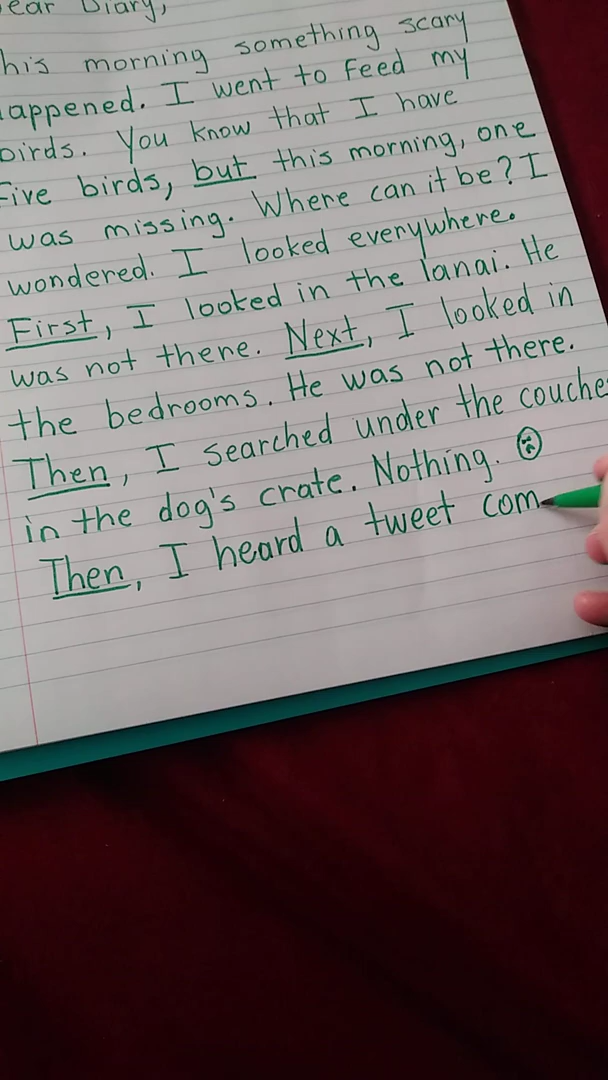 ear Diary,
his morning something scary
appened. I went to feed my
birds. You know that I have
Five birds, but this morning, one
was missing. Where can it be? I
wondered. I looked everywhere.
First, I looked in the lanai. He
was not there. Next, I looked in
the bedrooms. He was not there.
Then, I searched under the couche
in the dog's crate. Nothing. ☹
Then, I heard a tweet com